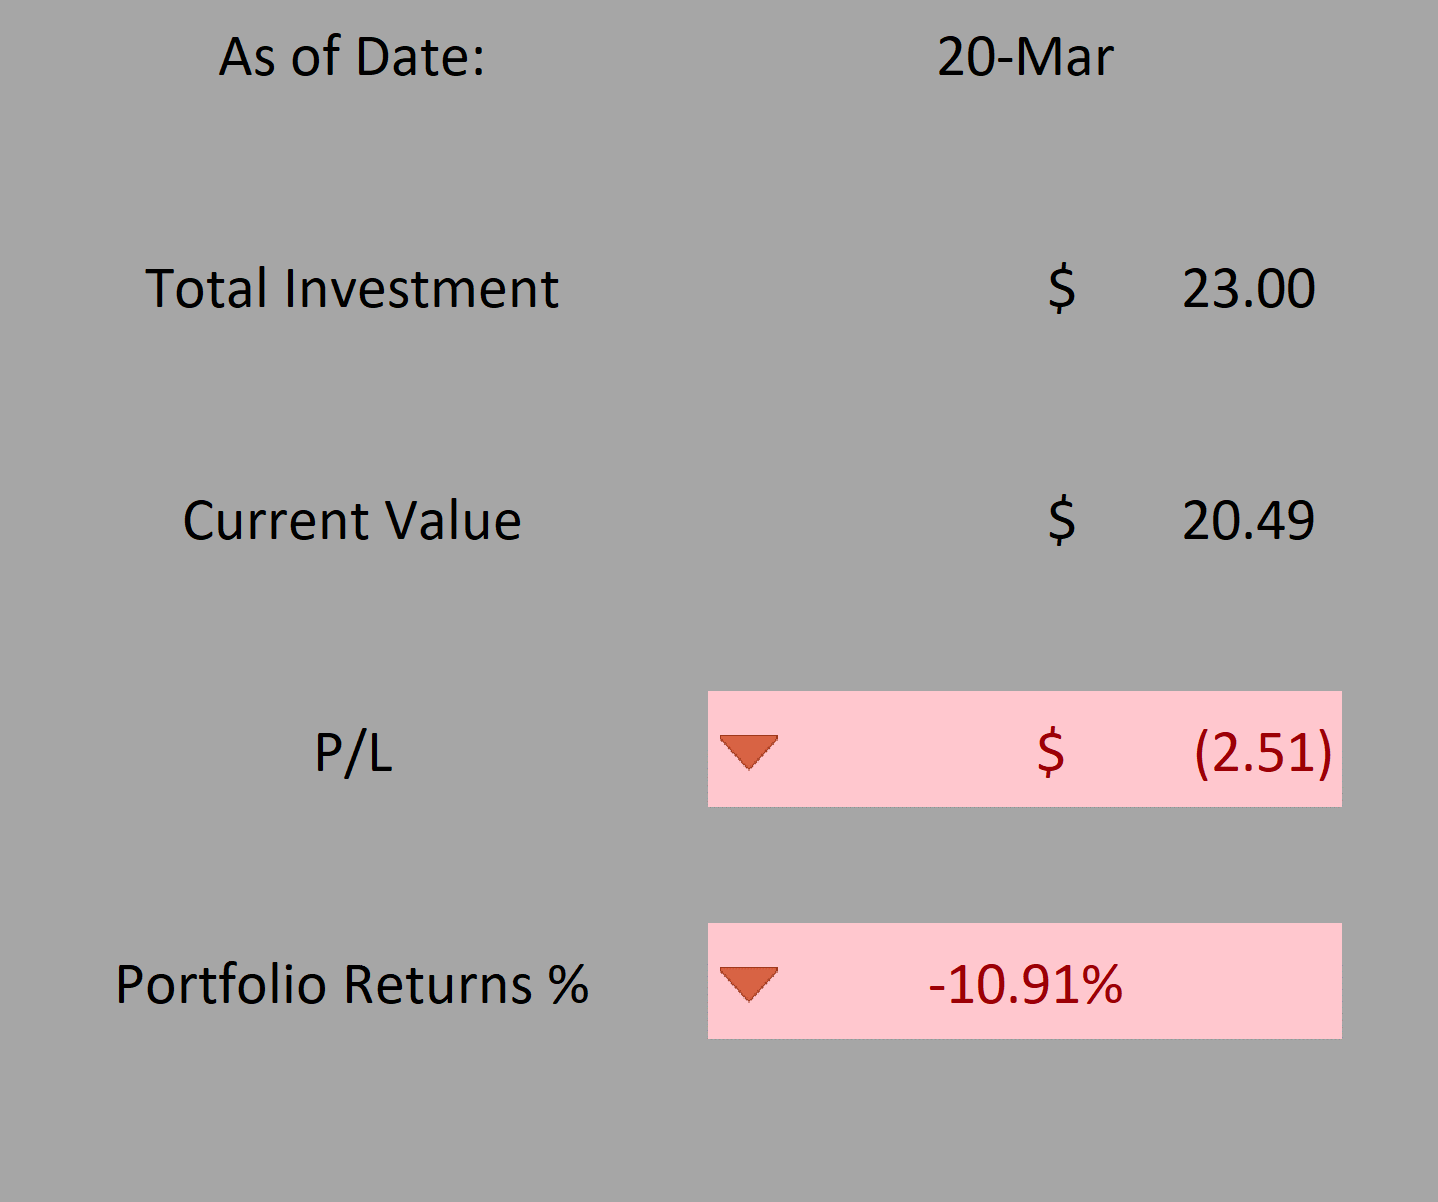 As of Date: 20-Mar
Total Investment $ 23.00
Current Value $ 20.49
P/L $ (2.51)
Portfolio Returns % -10.91%